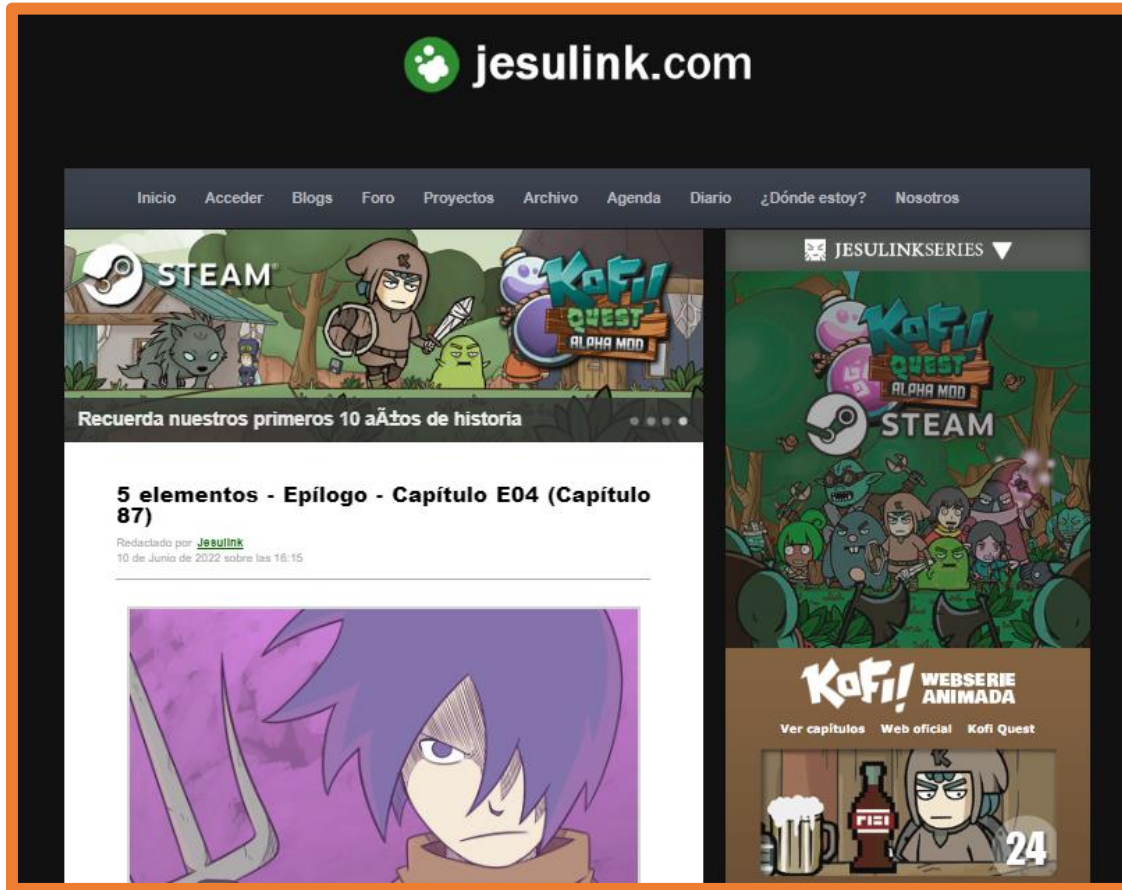 jesulink.com
Inicio Acceder Blogs Foro Proyectos Archivo Agenda Diario ¿Dónde estoy? Nosotros
STEAM®
Kofi!
QUEST
ALPHA MOD
Recuerda nuestros primeros 10 aÃ±os de historia
5 elementos - Epílogo - Capítulo E04 (Capítulo
87)
Redactado por Jesulink
10 de Junio de 2022 sobre las 16:15
JESULINKSERIES
Kofi!
QUEST
ALPHA MOD
STEAM
Kofi! WEBSERIE
ANIMADA
Ver capítulos Web oficial Kofi Quest
K
FIEI
24